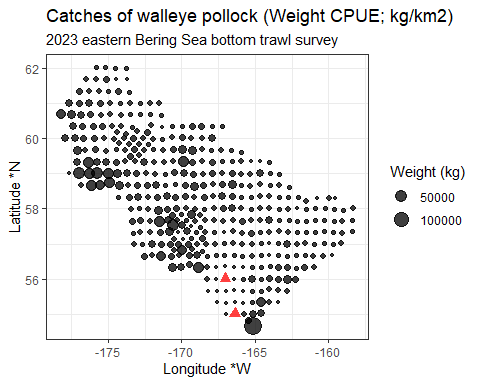 Catches of walleye pollock (Weight CPUE; kg/km2)
2023 eastern Bering Sea bottom trawl survey
62
60
58
56
Latitude *N
-175
-170
-165
-160
Longitude *W
Weight (kg)
50000
100000